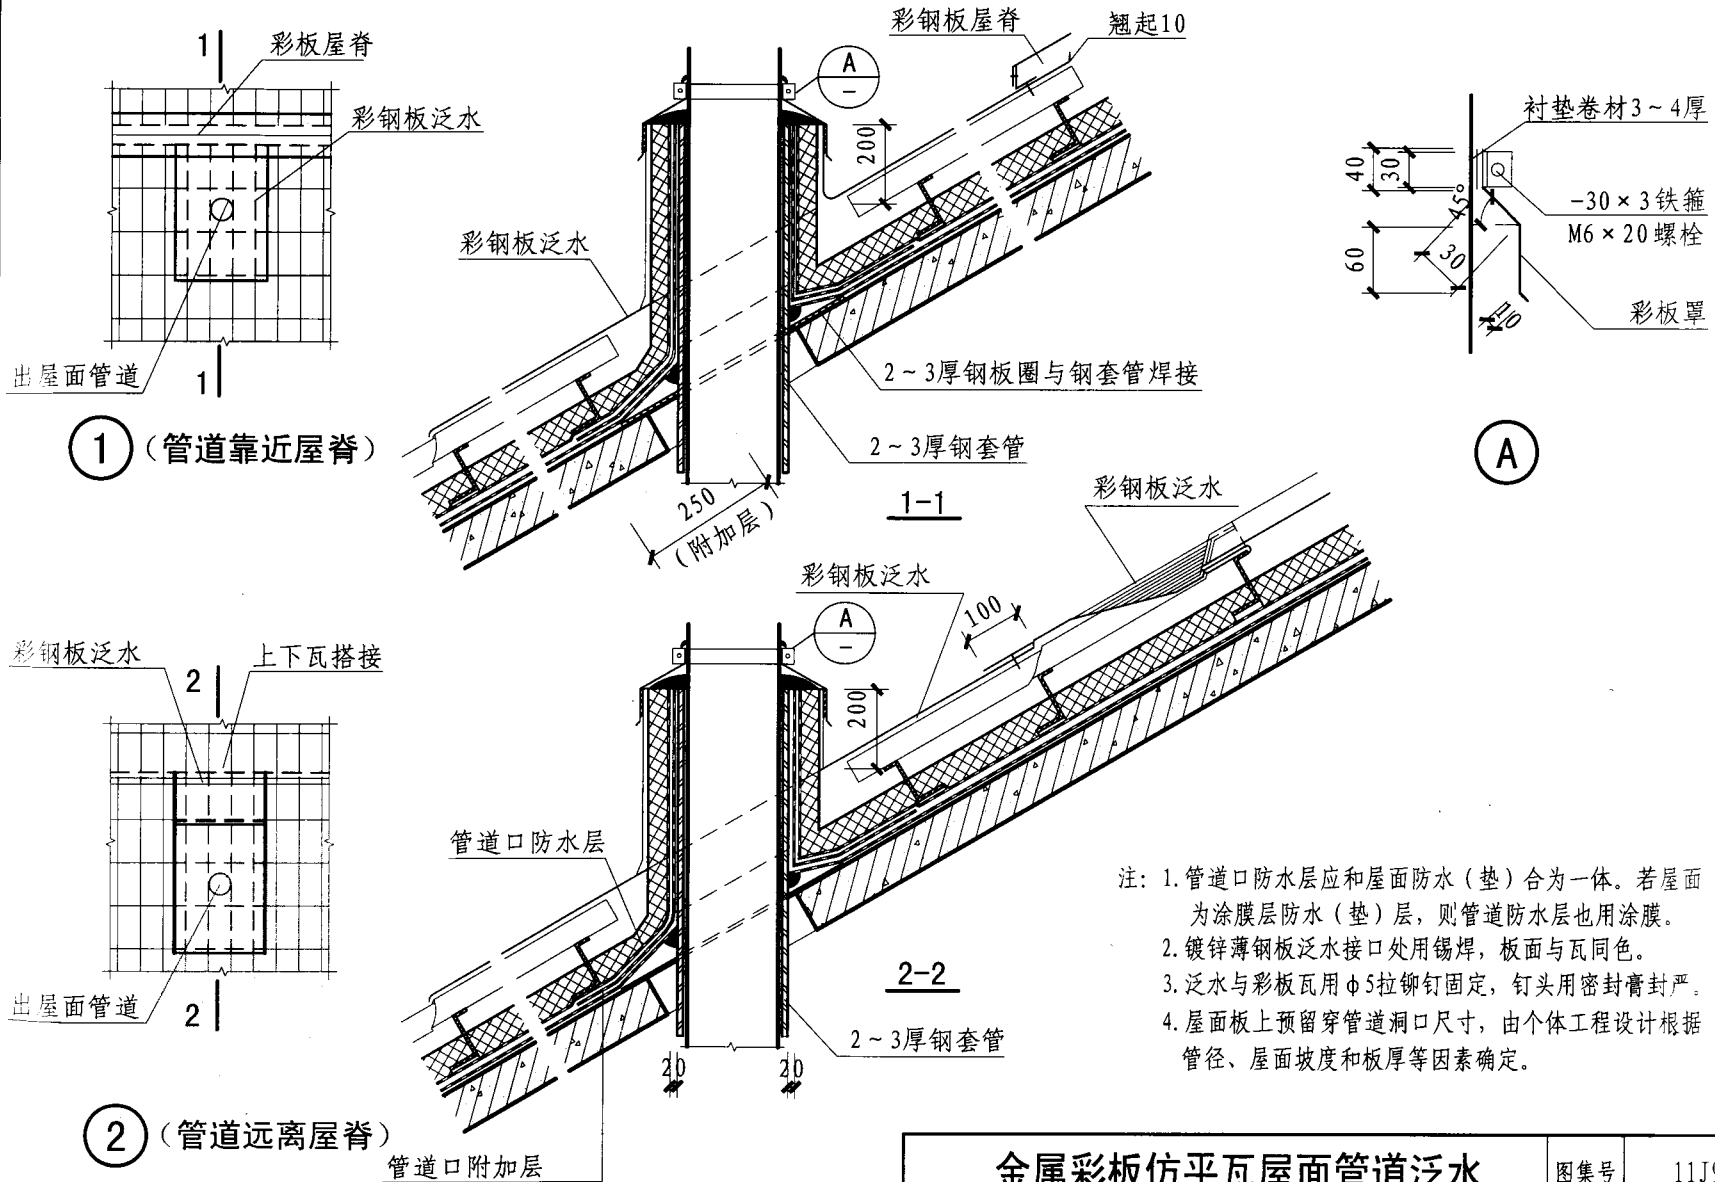 1
彩板屋脊
彩钢板泛水
出屋面管道
1
1 (管道靠近屋脊)
彩钢板屋脊
翘起10
A
–
200
彩钢板泛水
2~3厚钢板圈与钢套管焊接
2~3厚钢套管
250
(附加层)
1-1
衬垫卷材3~4厚
40
30
45°
-30×3铁箍
M6×20螺栓
60
30
10
彩板罩
A
彩钢板泛水
上下瓦搭接
2
出屋面管道
2
2 (管道远离屋脊)
彩钢板泛水
彩钢板泛水
100
A
–
200
管道口防水层
2-2
2~3厚钢套管
20
20
管道口附加层
注: 1.管道口防水层应和屋面防水(垫)合为一体。若屋面
为涂膜层防水(垫)层,则管道防水层也用涂膜。
2.镀锌薄钢板泛水接口处用锡焊,板面与瓦同色。
3.泛水与彩板瓦用ф5拉铆钉固定,钉头用密封膏封严。
4.屋面板上预留穿管道洞口尺寸,由个体工程设计根据
管径、屋面坡度和板厚等因素确定。
金属彩板仿平瓦屋面管道泛水
图集号
11J9